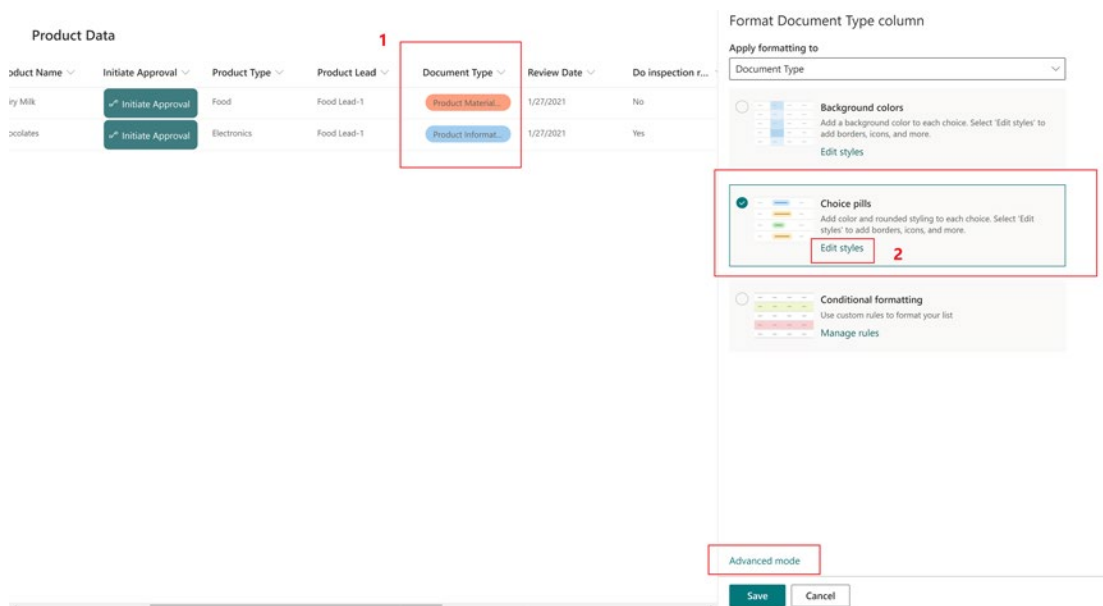 Product Data
1
oduct Name
Initiate Approval
Product Type
Product Lead
Document Type
Review Date
Do inspection r...
iry Milk
Initiate Approval
Food
Food Lead-1
Product Material...
1/27/2021
No
ocolates
Initiate Approval
Electronics
Food Lead-1
Product Informat...
1/27/2021
Yes
Format Document Type column
Apply formatting to
Document Type
Background colors
Add a background color to each choice. Select 'Edit styles' to
add borders, icons, and more.
Edit styles
Choice pills
Add color and rounded styling to each choice. Select 'Edit
styles' to add borders, icons, and more.
Edit styles
2
Conditional formatting
Use custom rules to format your list
Manage rules
Advanced mode
Save
Cancel